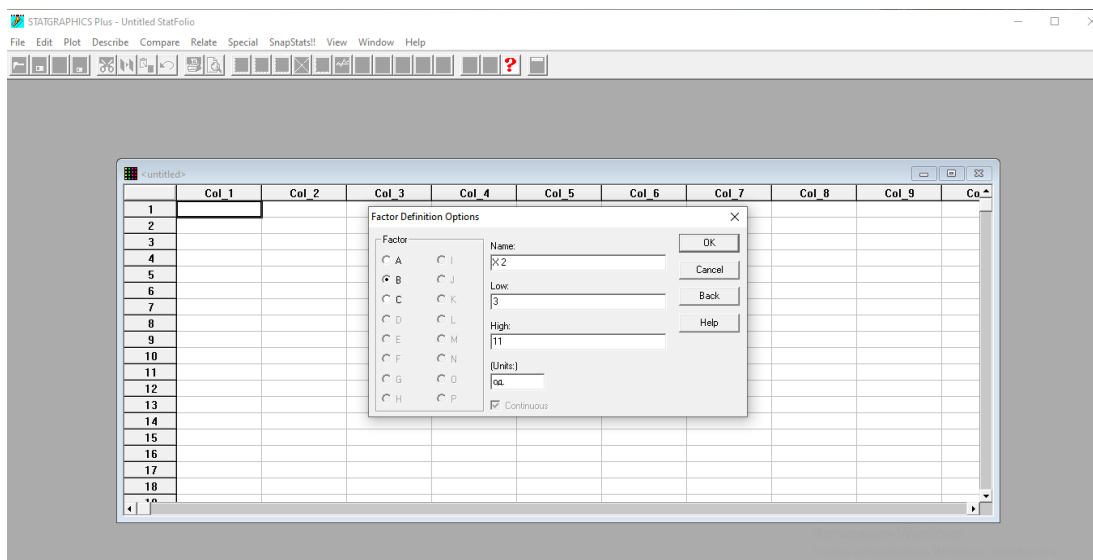 STATGRAPHICS Plus - Untitled StatFolio
File Edit Plot Describe Compare Relate Special SnapStats!! View Window Help
<untitled>
Col_1 Col_2 Col_3 Col_4 Col_5 Col_6 Col_7 Col_8 Col_9 Co
1
2
3
4
5
6
7
8
9
10
11
12
13
14
15
16
17
18
Factor Definition Options
Factor
A I
B J
C K
D L
E M
F N
G O
H P
Name:
X 2
Low:
3
High:
11
(Units:)
од.
Continuous
OK
Cancel
Back
Help